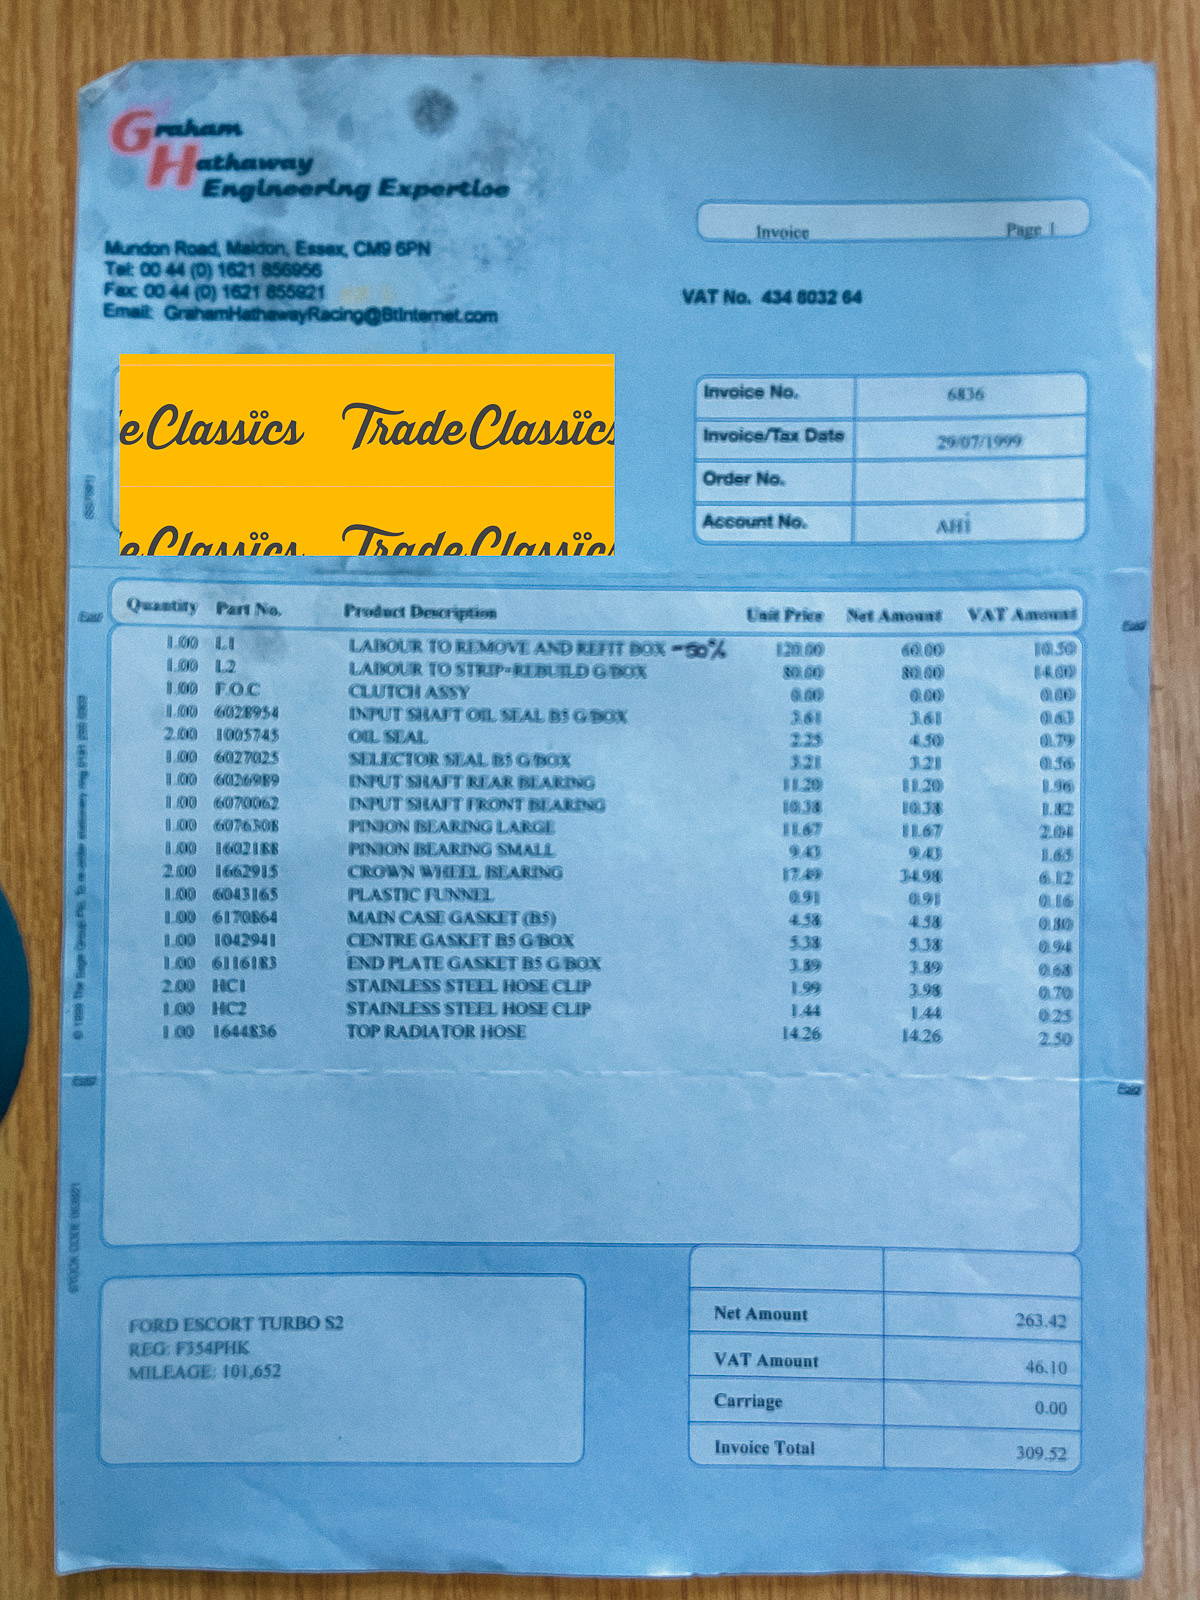 Graham
Hathaway
Engineering Expertise
Mundon Road, Maldon, Essex, CM9 6PN
Tel: 00 44 (0) 1621 856956
Fax: 00 44 (0) 1621 855921
Email: GrahamHathawayRacing@BtInternet.com
Invoice Page 1
VAT No. 434 8032 64
e Classics Trade Classics
e Classics Trade Classics
Invoice No. 6836
Invoice/Tax Date 29/07/1999
Order No.
Account No. AH1
Quantity Part No. Product Description Unit Price Net Amount VAT Amount
1.00 L1 LABOUR TO REMOVE AND REFIT BOX -50% 120.00 60.00 10.50
1.00 L2 LABOUR TO STRIP+REBUILD G/BOX 80.00 80.00 14.00
1.00 F.O.C CLUTCH ASSY 0.00 0.00 0.00
1.00 6028954 INPUT SHAFT OIL SEAL B5 G/BOX 3.61 3.61 0.63
2.00 1005745 OIL SEAL 2.25 4.50 0.79
1.00 6027025 SELECTOR SEAL B5 G/BOX 3.21 3.21 0.56
1.00 6026989 INPUT SHAFT REAR BEARING 11.20 11.20 1.96
1.00 6070062 INPUT SHAFT FRONT BEARING 10.38 10.38 1.82
1.00 6076308 PINION BEARING LARGE 11.67 11.67 2.04
1.00 1602188 PINION BEARING SMALL 9.43 9.43 1.65
2.00 1662915 CROWN WHEEL BEARING 17.49 34.98 6.12
1.00 6043165 PLASTIC FUNNEL 0.91 0.91 0.16
1.00 6170864 MAIN CASE GASKET (B5) 4.58 4.58 0.80
1.00 1042941 CENTRE GASKET B5 G/BOX 5.38 5.38 0.94
1.00 6116183 END PLATE GASKET B5 G/BOX 3.89 3.89 0.68
2.00 HC1 STAINLESS STEEL HOSE CLIP 1.99 3.98 0.70
1.00 HC2 STAINLESS STEEL HOSE CLIP 1.44 1.44 0.25
1.00 1644836 TOP RADIATOR HOSE 14.26 14.26 2.50
FORD ESCORT TURBO S2
REG: F354PHK
MILEAGE: 101,652
Net Amount 263.42
VAT Amount 46.10
Carriage 0.00
Invoice Total 309.52